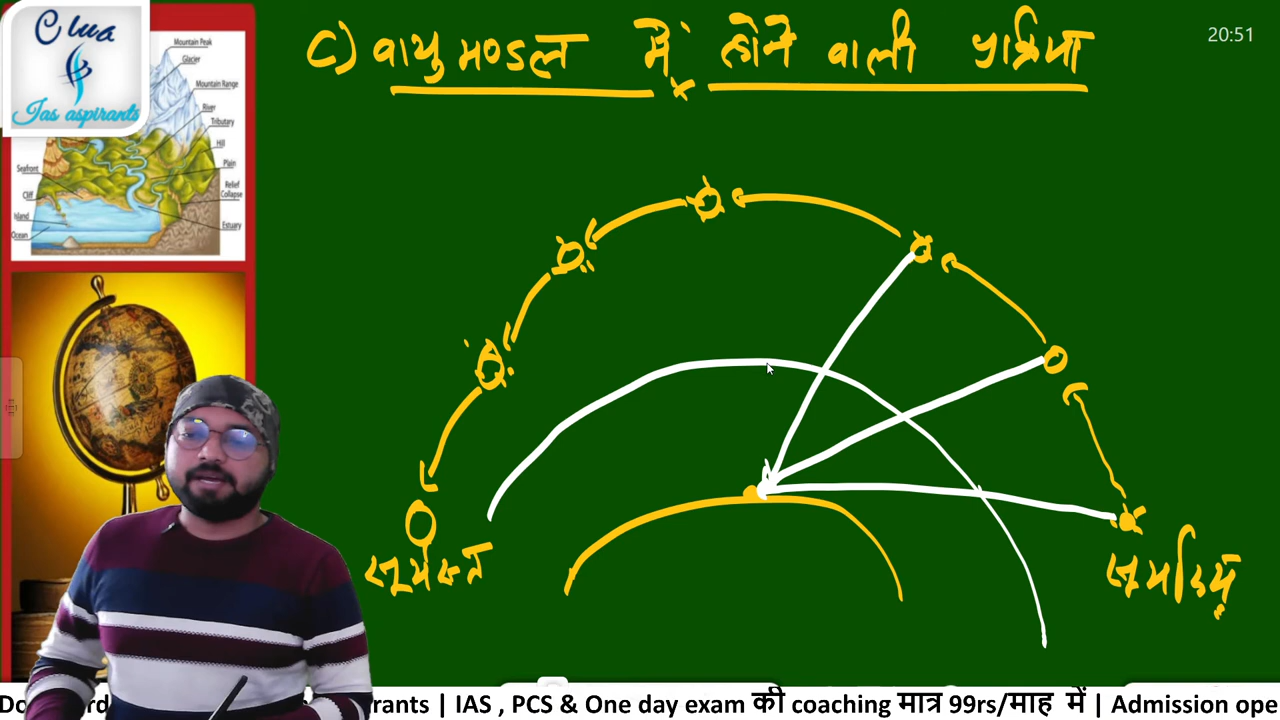 C) वायुमण्डल में होने वाली प्रक्रिया
20:51
Clua
Ias aspirants
Mountain Peak
Glacier
Mountain Range
River
Tributary
Hill
Plain
Seafront
Relief
Collapse
Cliff
Island
Estuary
Ocean
सूर्यास्त
सूर्योदय
rants | IAS , PCS & One day exam की coaching मात्र 99rs/माह में | Admission ope